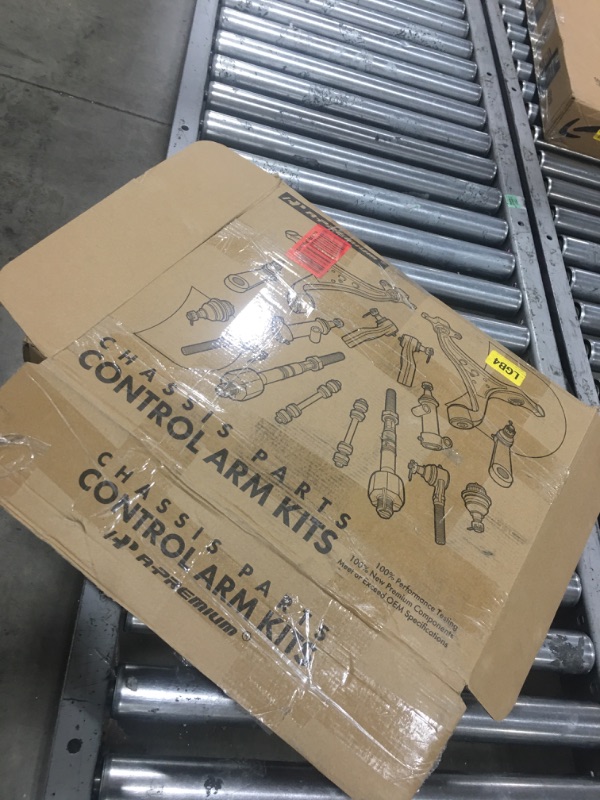 A-PREMIUM
LGB4
CHASSIS PARTS
CONTROL ARM KITS
100% Performance Testing
100% New Premium Components
Meet or Exceed OEM Specifications
CHASSIS PARTS
CONTROL ARM KITS
A-PREMIUM